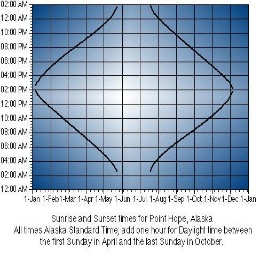 02:00 AM
12:00 AM
10:00 PM
08:00 PM
06:00 PM
04:00 PM
02:00 PM
12:00 PM
10:00 AM
08:00 AM
06:00 AM
04:00 AM
02:00 AM
12:00 AM
1-Jan 1-Feb 1-Mar 1-Apr 1-May 1-Jun 1-Jul 1-Aug 1-Sep 1-Oct 1-Nov 1-Dec 1-Jan
Sunrise and Sunset times for Point Hope, Alaska
All times Alaska Standard Time; add one hour for Daylight time between
the first Sunday in April and the last Sunday in October.